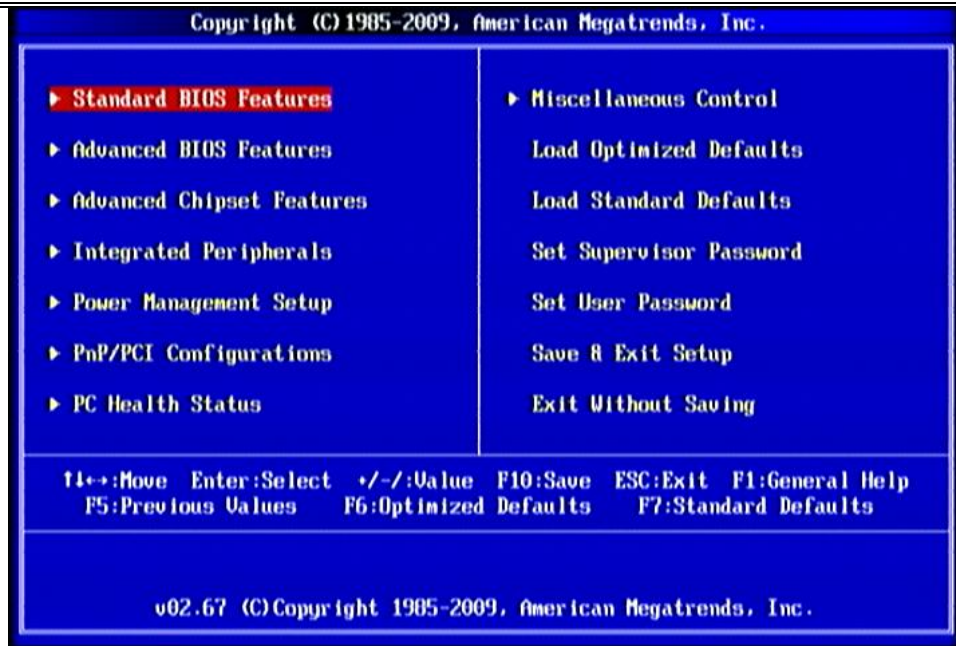 Copyright (C)1985-2009, American Megatrends, Inc.
▶ Standard BIOS Features
▶ Advanced BIOS Features
▶ Advanced Chipset Features
▶ Integrated Peripherals
▶ Power Management Setup
▶ PnP/PCI Configurations
▶ PC Health Status
▶ Miscellaneous Control
Load Optimized Defaults
Load Standard Defaults
Set Supervisor Password
Set User Password
Save & Exit Setup
Exit Without Saving
↑↓←→:Move Enter:Select +/-/:Value F10:Save ESC:Exit F1:General Help
F5:Previous Values F6:Optimized Defaults F7:Standard Defaults
v02.67 (C)Copyright 1985-2009, American Megatrends, Inc.